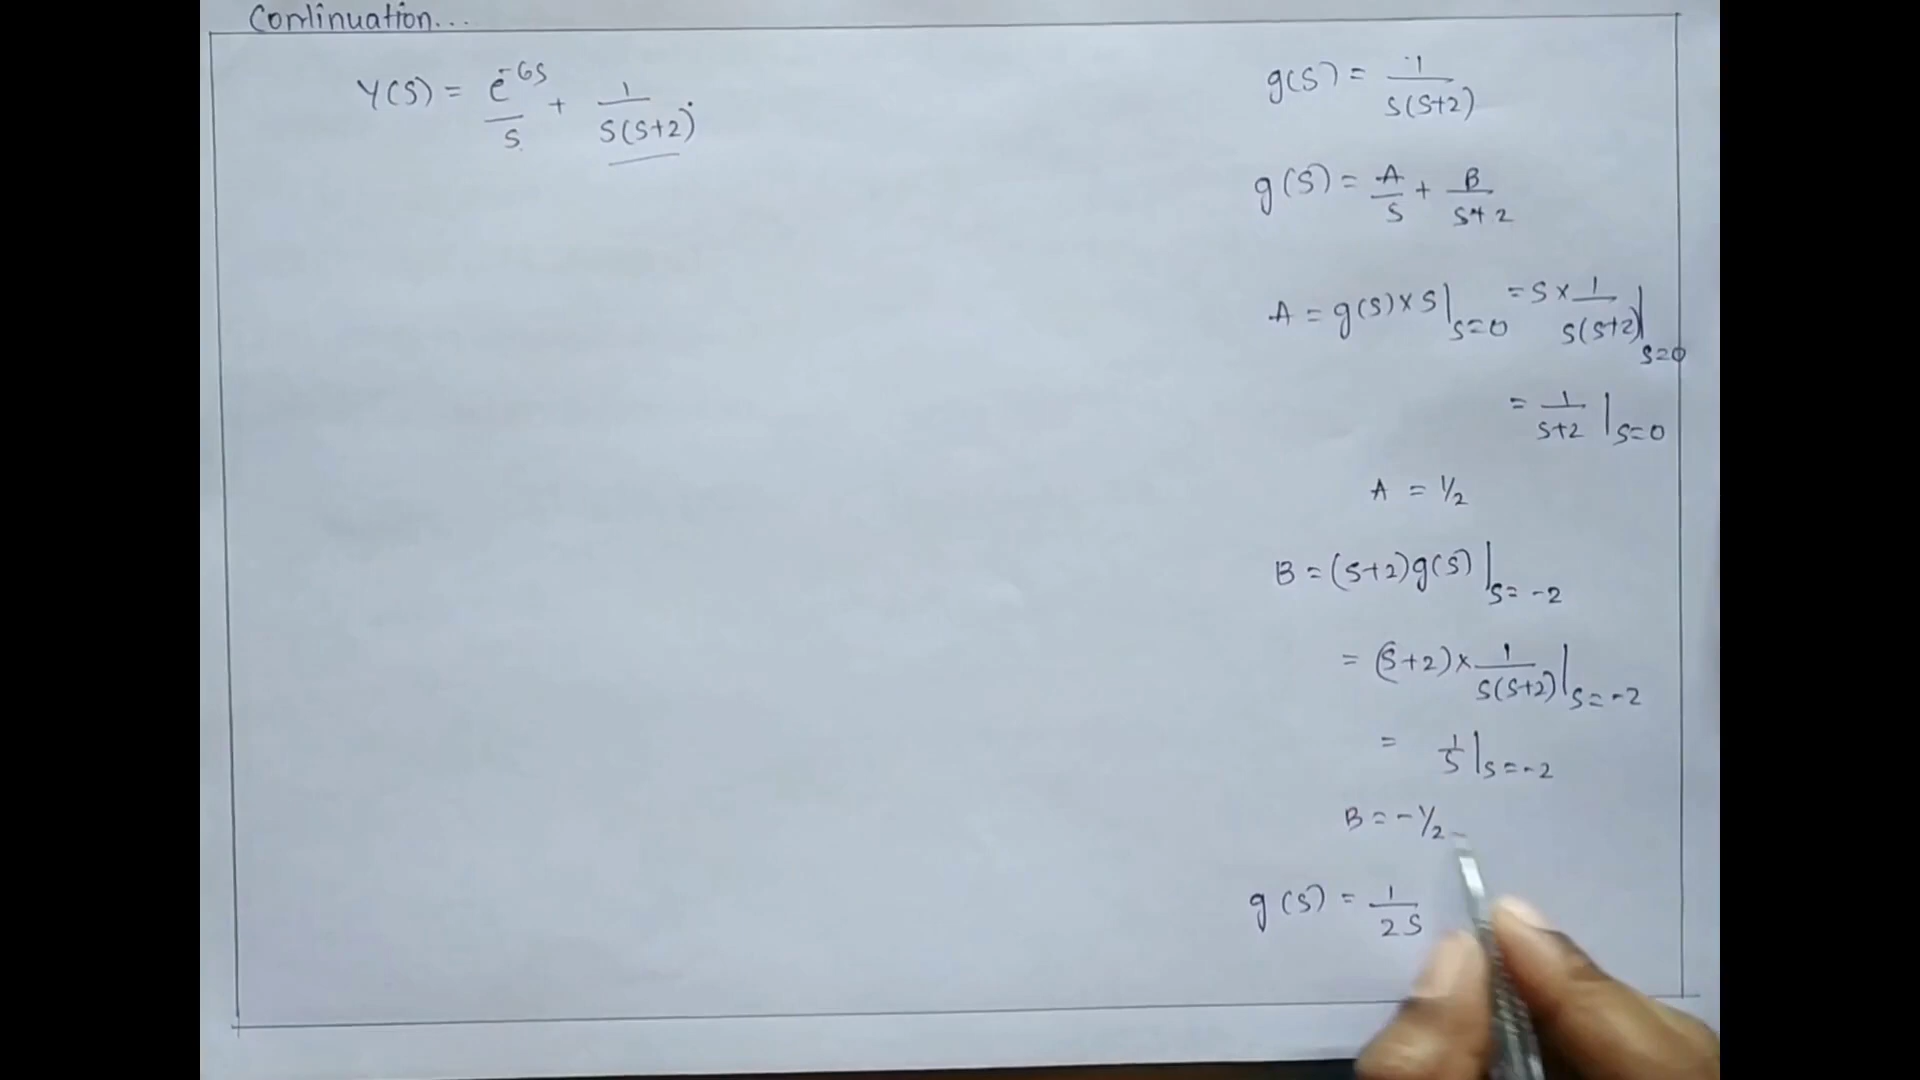 Continuation...
Y(S) = e^-6S/S + 1/S(S+2)
g(S) = 1/S(S+2)
g(S) = A/S + B/S+2
A = g(S) × S|S=0 = S × 1/S(S+2)|S=0
= 1/S+2 |S=0
A = 1/2
B = (S+2)g(S)|S=-2
= (S+2) × 1/S(S+2)|S=-2
= 1/S|S=-2
B = -1/2
g(S) = 1/2S